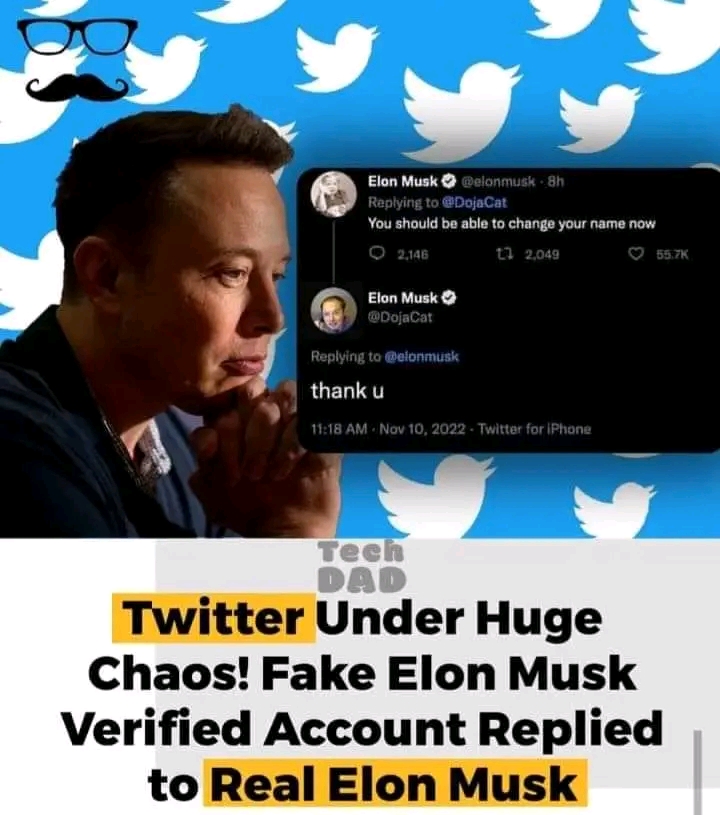 Elon Musk @elonmusk · 8h
Replying to @DojaCat
You should be able to change your name now
2,146 2,049 55.7K
Elon Musk
@DojaCat
Replying to @elonmusk
thank u
11:18 AM · Nov 10, 2022 · Twitter for iPhone
Tech
DAD
Twitter Under Huge
Chaos! Fake Elon Musk
Verified Account Replied
to Real Elon Musk